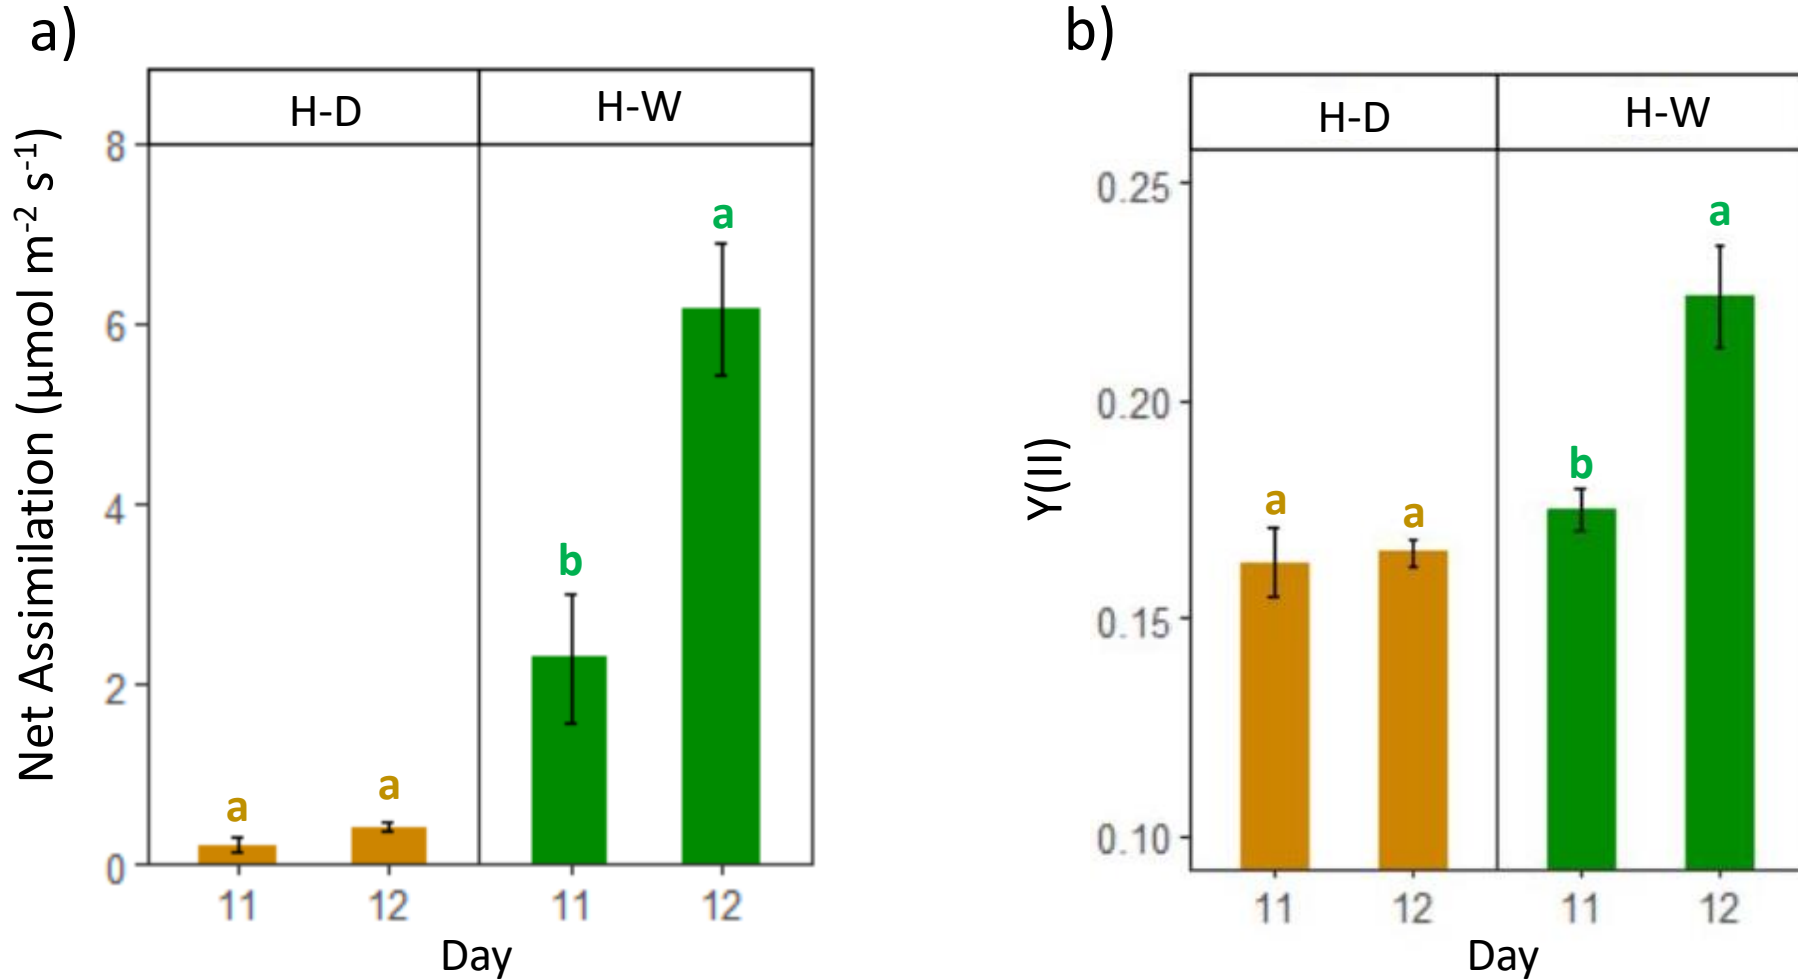 a)
H-D H-W
Net Assimilation (µmol m-2 s-1)
8
6
4
2
0
a
a
b
a
11 12 11 12
Day
b)
H-D H-W
Y(II)
0.25
0.20
0.15
0.10
a
a
b
a
11 12 11 12
Day